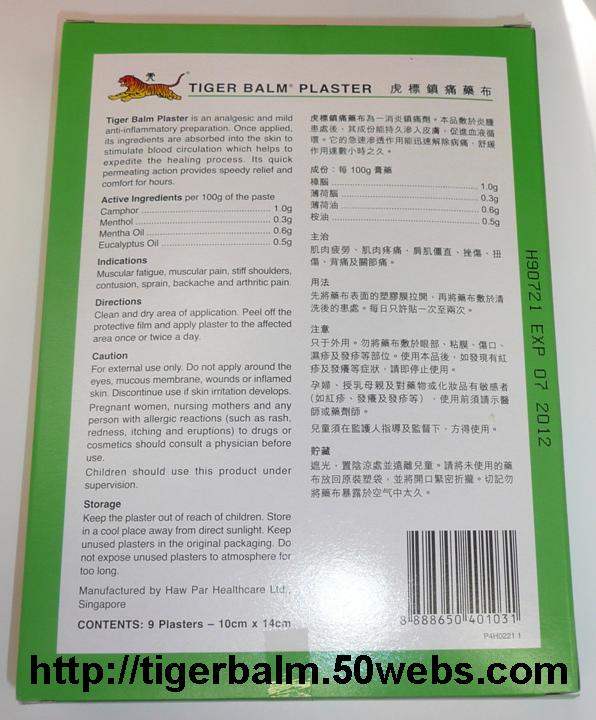 TIGER BALM® PLASTER
虎標鎮痛藥布
Tiger Balm Plaster is an analgesic and mild
anti-inflammatory preparation. Once applied,
its ingredients are absorbed into the skin to
stimulate blood circulation which helps to
expedite the healing process. Its quick
permeating action provides speedy relief and
comfort for hours.
Active Ingredients per 100g of the paste
Camphor ........ 1.0g
Menthol ........ 0.3g
Mentha Oil ........ 0.6g
Eucalyptus Oil ........ 0.5g
Indications
Muscular fatigue, muscular pain, stiff shoulders,
contusion, sprain, backache and arthritic pain.
Directions
Clean and dry area of application. Peel off the
protective film and apply plaster to the affected
area once or twice a day.
Caution
For external use only. Do not apply around the
eyes, mucous membrane, wounds or inflamed
skin. Discontinue use if skin irritation develops.
Pregnant women, nursing mothers and any
person with allergic reactions (such as rash,
redness, itching and eruptions) to drugs or
cosmetics should consult a physician before
use.
Children should use this product under
supervision.
Storage
Keep the plaster out of reach of children. Store
in a cool place away from direct sunlight. Keep
unused plasters in the original packaging. Do
not expose unused plasters to atmosphere for
too long.
Manufactured by Haw Par Healthcare Ltd.,
Singapore
CONTENTS: 9 Plasters – 10cm x 14cm
虎標鎮痛藥布為一消炎鎮痛劑。本品敷於炎腫
患處後，其成份能持久滲入皮膚，促進血液循
環。它的急速滲透作用能迅速解除病痛，舒緩
作用達數小時之久。
成份：每 100g 膏藥
樟腦 ........ 1.0g
薄荷腦 ........ 0.3g
薄荷油 ........ 0.6g
桉油 ........ 0.5g
主治
肌肉疲勞、肌肉疼痛、肩肌僵直、挫傷、扭
傷、背痛及關節痛。
用法
先將藥布表面的塑膠膜拉開，再將藥布敷於清
洗後的患處。每日只許貼一次至兩次。
注意
只于外用。勿將藥布敷於眼部、粘膜、傷口、
濕疹及發疹等部位。使用本品後，如發現有紅
疹及發癢等症狀，請即停止使用。
孕婦、授乳母親及對藥物或化妝品有敏感者
（如紅疹、發癢及發疹等），使用前須請示醫
師或藥劑師。
兒童須在監護人指導及監督下，方得使用。
貯藏
遮光，置陰涼處並遠離兒童。請將未使用的藥
布放回原裝塑袋，並將開口緊密折攏。切記勿
將藥布暴露於空气中太久。
H90721 EXP 07 2012
8 888650 401031
P4H0221 1
http://tigerbalm.50webs.com